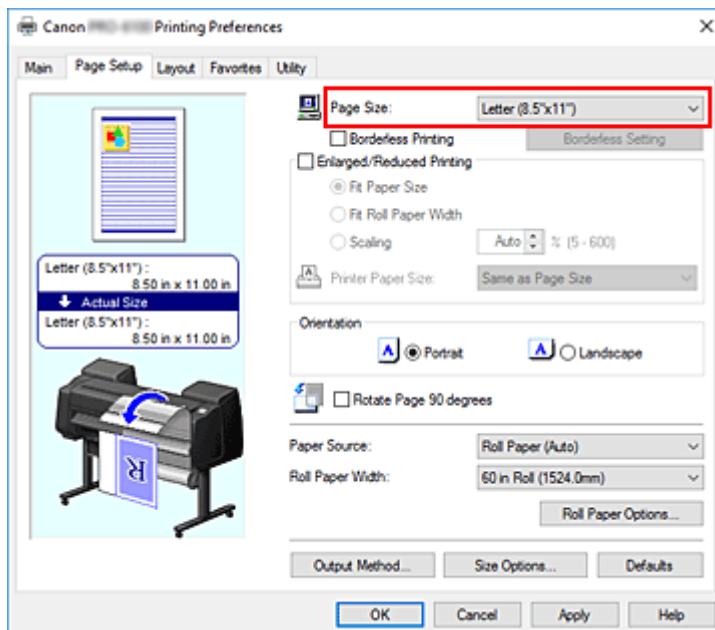 Canon Printing Preferences
Main Page Setup Layout Favorites Utility
Page Size: Letter (8.5"x11")
Borderless Printing Borderless Setting
Enlarged/Reduced Printing
Fit Paper Size
Fit Roll Paper Width
Scaling Auto % (5 - 600)
Printer Paper Size: Same as Page Size
Letter (8.5"x11") :
8.50 in x 11.00 in
Actual Size
Letter (8.5"x11") :
8.50 in x 11.00 in
Orientation
A Portrait A Landscape
Rotate Page 90 degrees
Paper Source: Roll Paper (Auto)
Roll Paper Width: 60 in Roll (1524.0mm)
Roll Paper Options...
R
Output Method... Size Options... Defaults
OK Cancel Apply Help